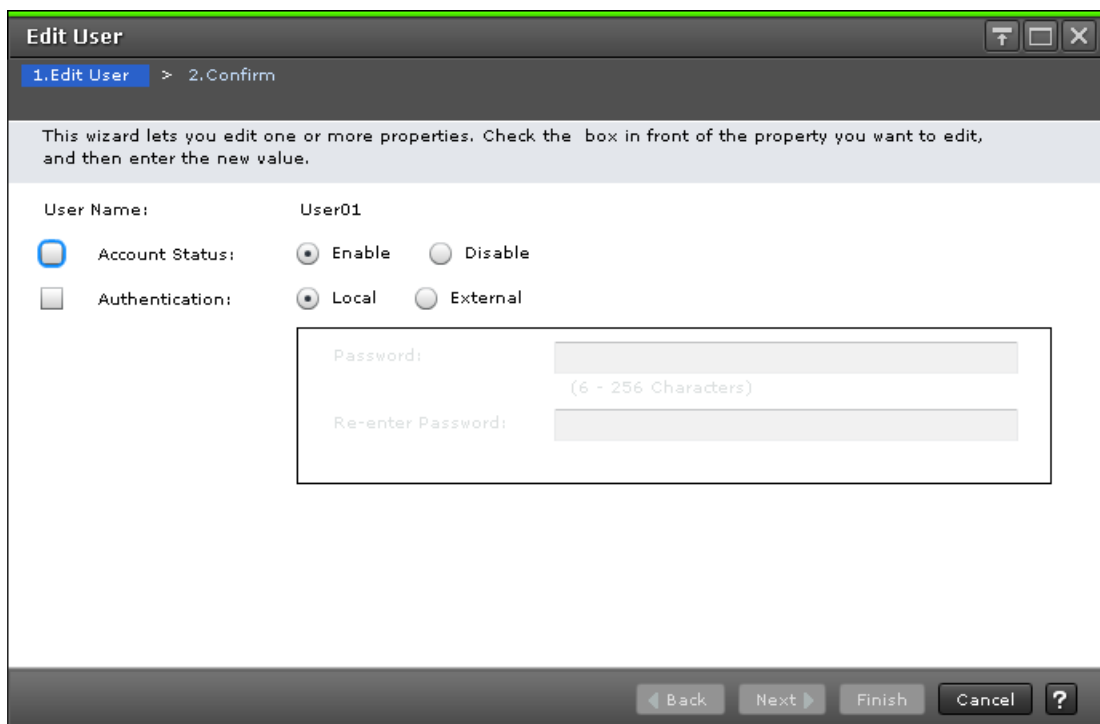 Edit User
1.Edit User > 2.Confirm
This wizard lets you edit one or more properties. Check the box in front of the property you want to edit,
and then enter the new value.
User Name: User01
Account Status: Enable Disable
Authentication: Local External
Password:
(6 - 256 Characters)
Re-enter Password:
Back Next Finish Cancel ?